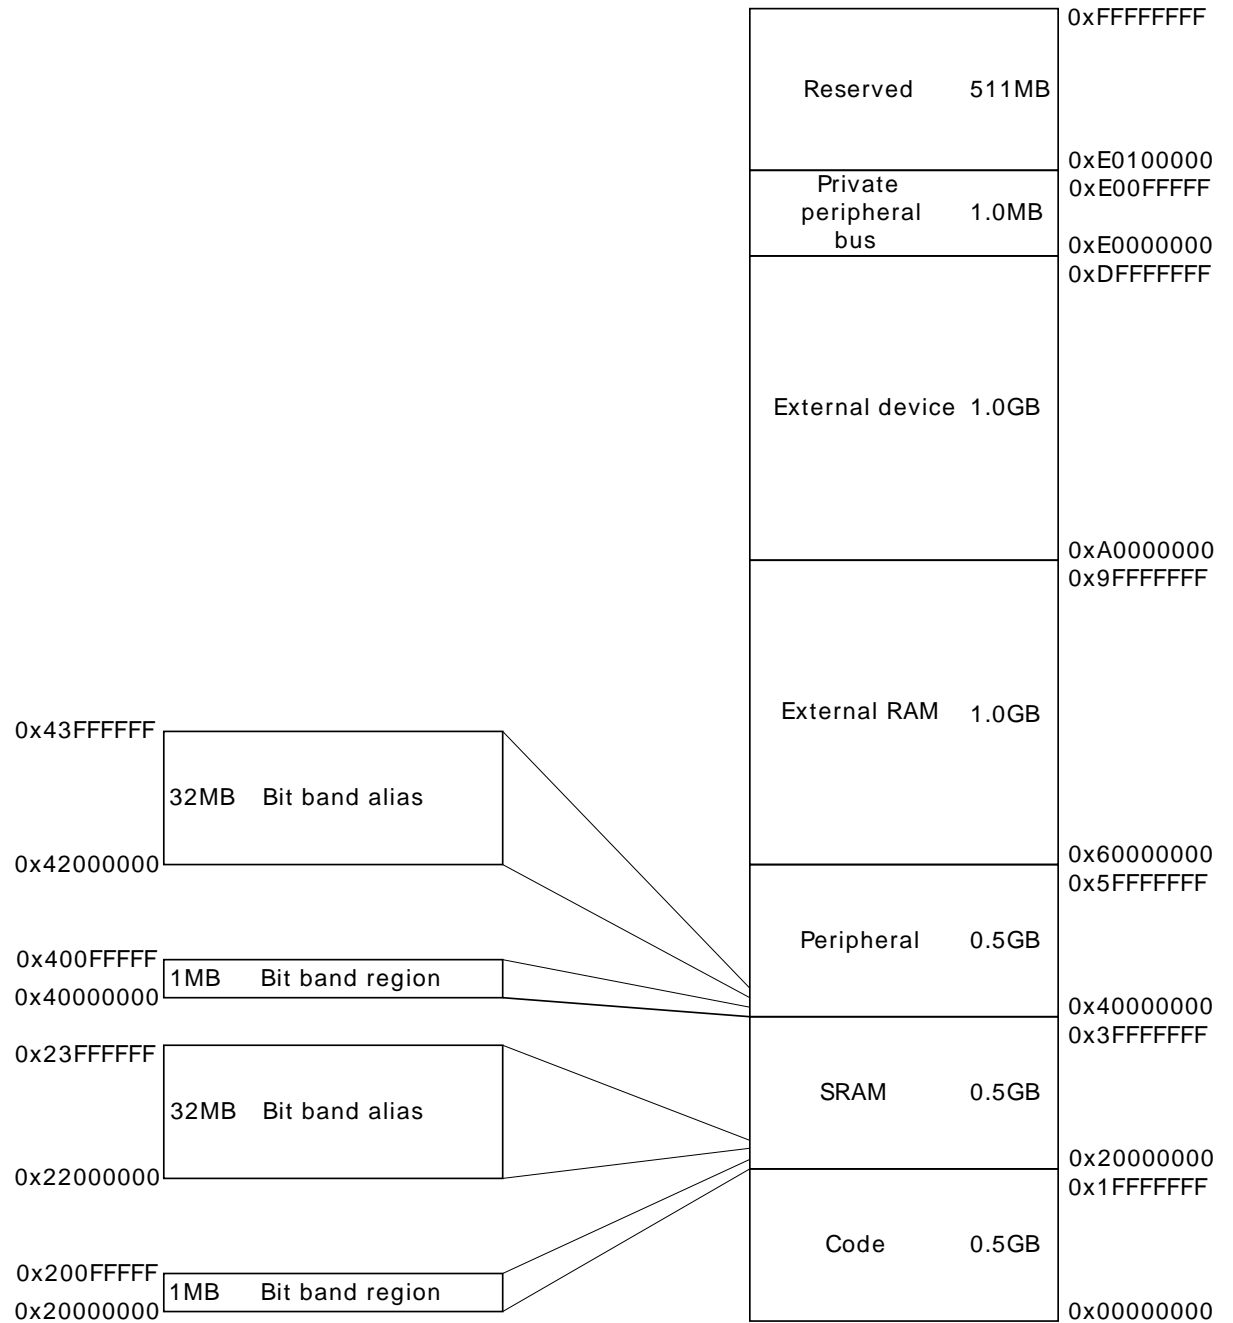 0xFFFFFFFF
Reserved 511MB
0xE0100000
0xE00FFFFF
Private
peripheral 1.0MB
bus
0xE0000000
0xDFFFFFFF
External device 1.0GB
0xA0000000
0x9FFFFFFF
External RAM 1.0GB
0x43FFFFFF
32MB Bit band alias
0x42000000
0x60000000
0x5FFFFFFF
Peripheral 0.5GB
0x400FFFFF
1MB Bit band region
0x40000000
0x40000000
0x3FFFFFFF
0x23FFFFFF
32MB Bit band alias
0x22000000
SRAM 0.5GB
0x20000000
0x1FFFFFFF
Code 0.5GB
0x200FFFFF
1MB Bit band region
0x20000000
0x00000000